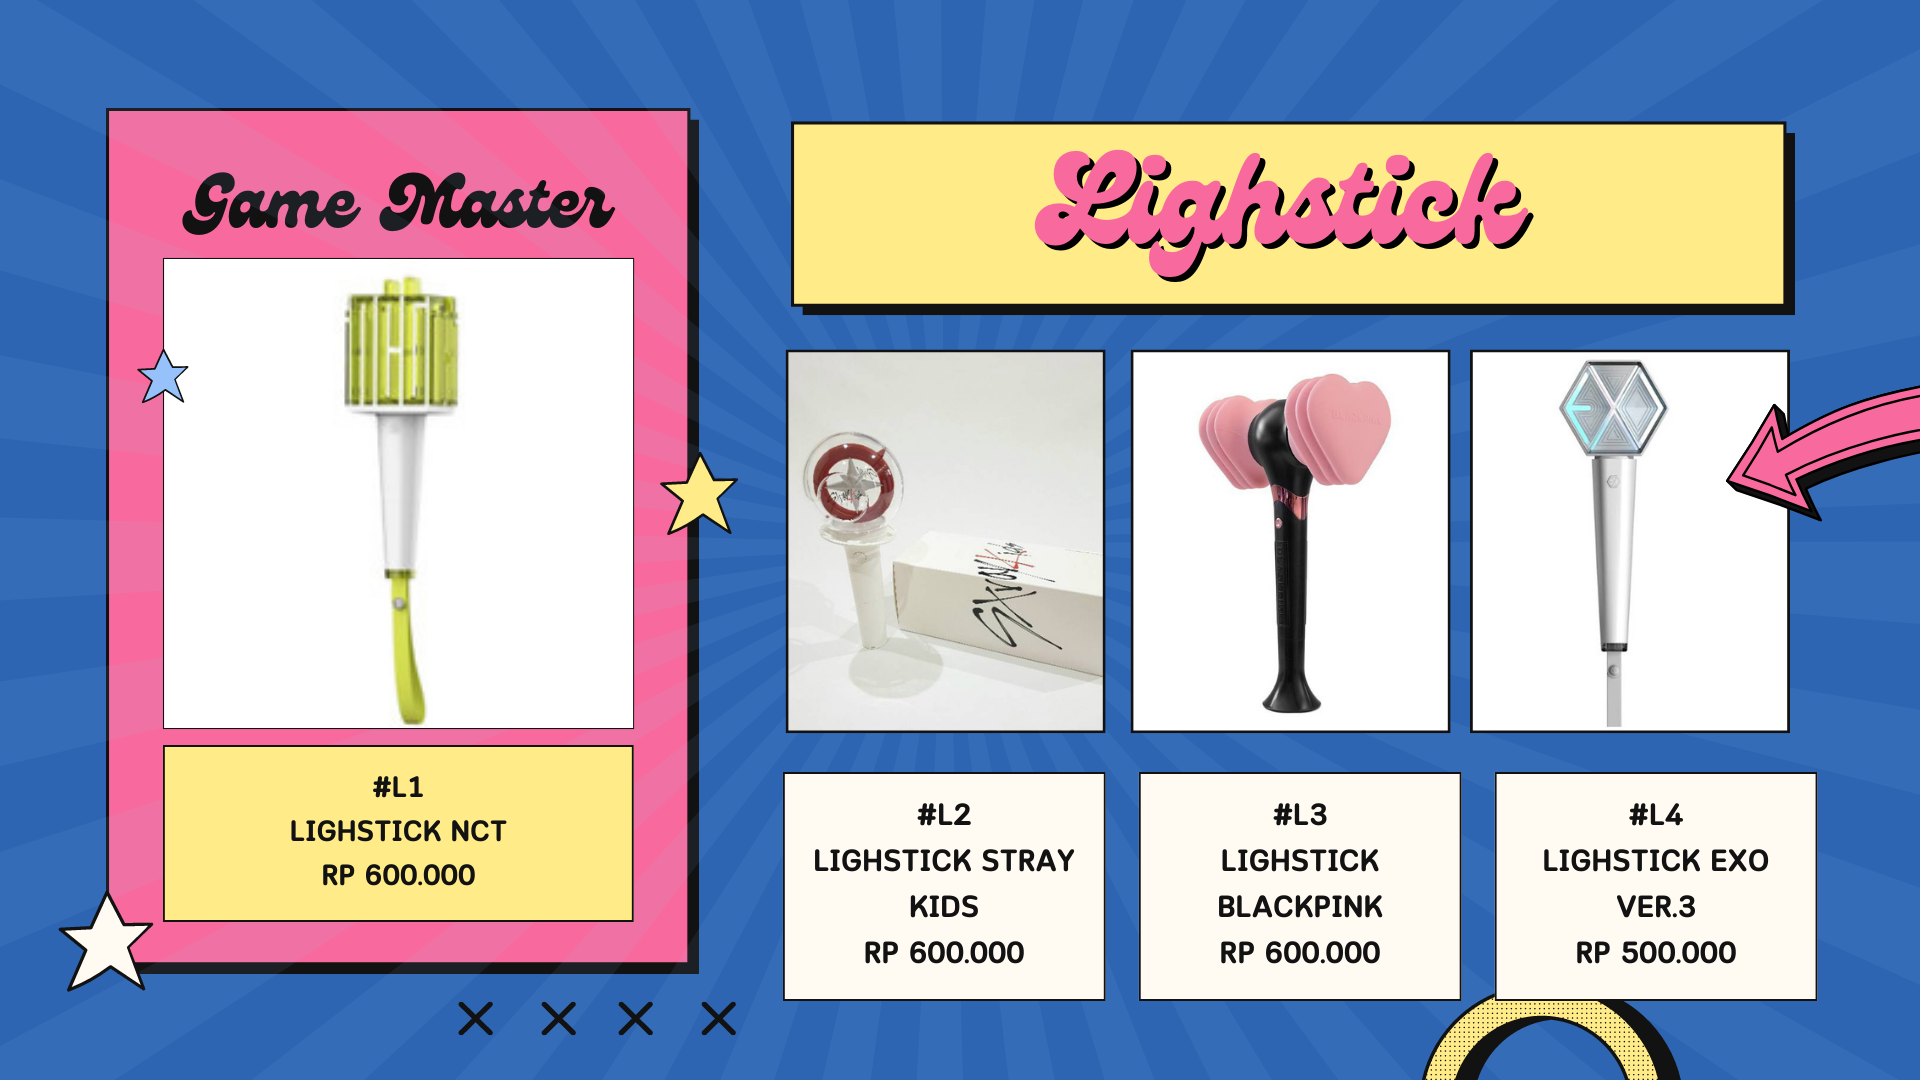 Game Master
#L1
LIGHSTICK NCT
RP 600.000
Lighstick
StrayKids
#L2
LIGHSTICK STRAY
KIDS
RP 600.000
#L3
LIGHSTICK
BLACKPINK
RP 600.000
#L4
LIGHSTICK EXO
VER.3
RP 500.000